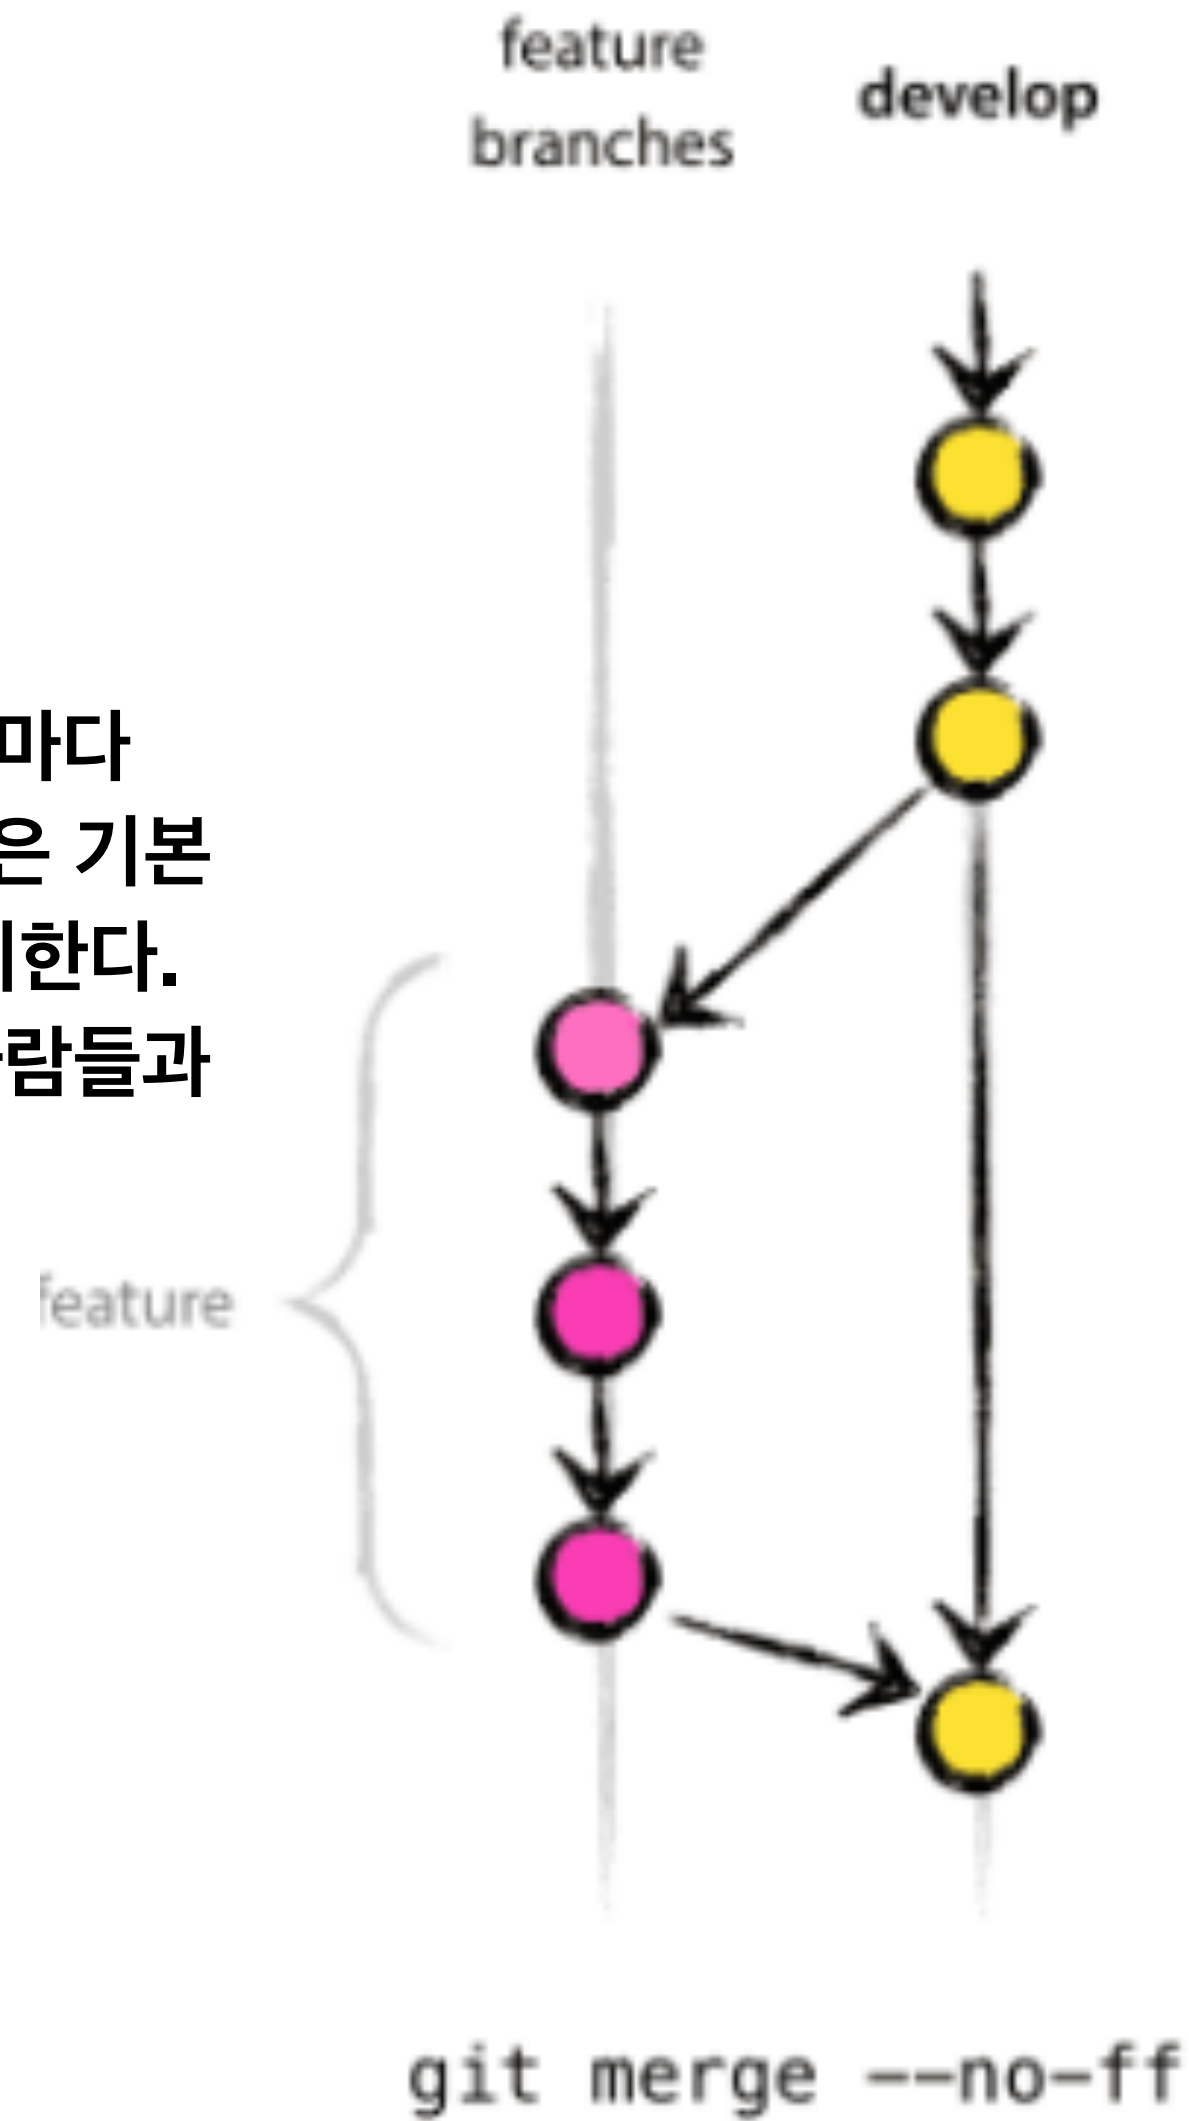 feature
branches
develop
마다
은 기본
한다.
람들과
feature
git merge --no-ff